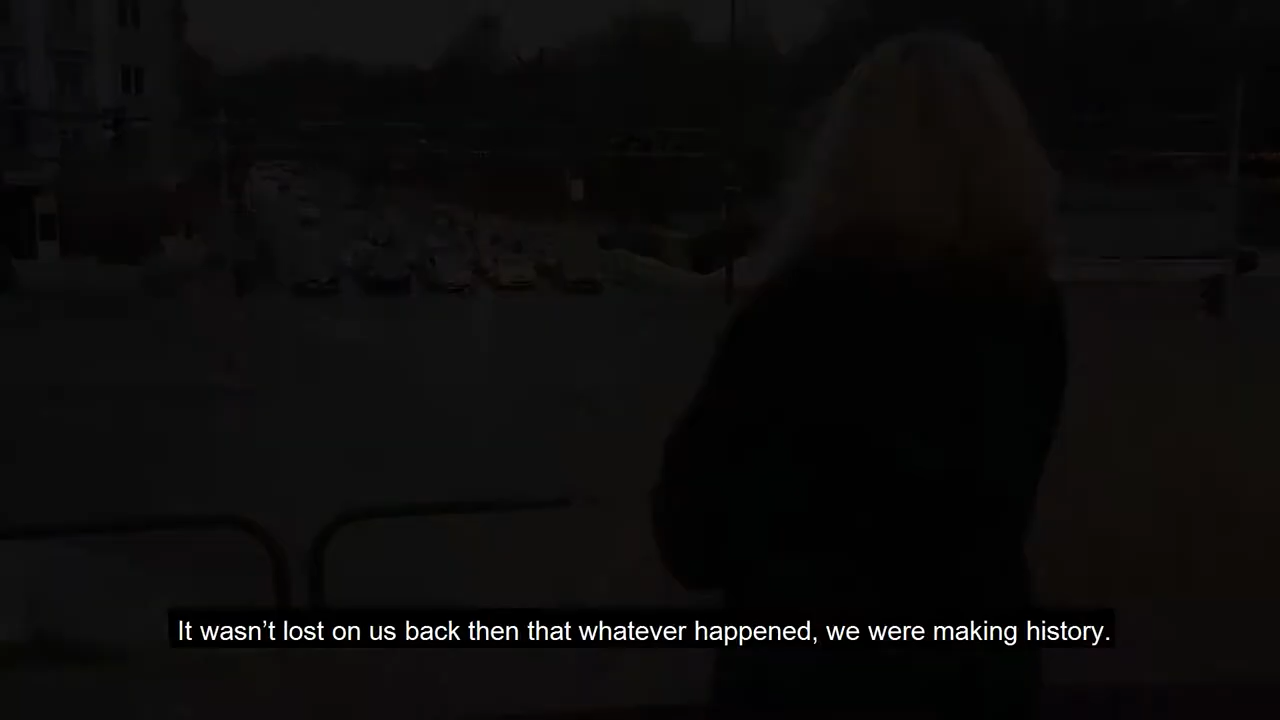 It wasn’t lost on us back then that whatever happened, we were making history.